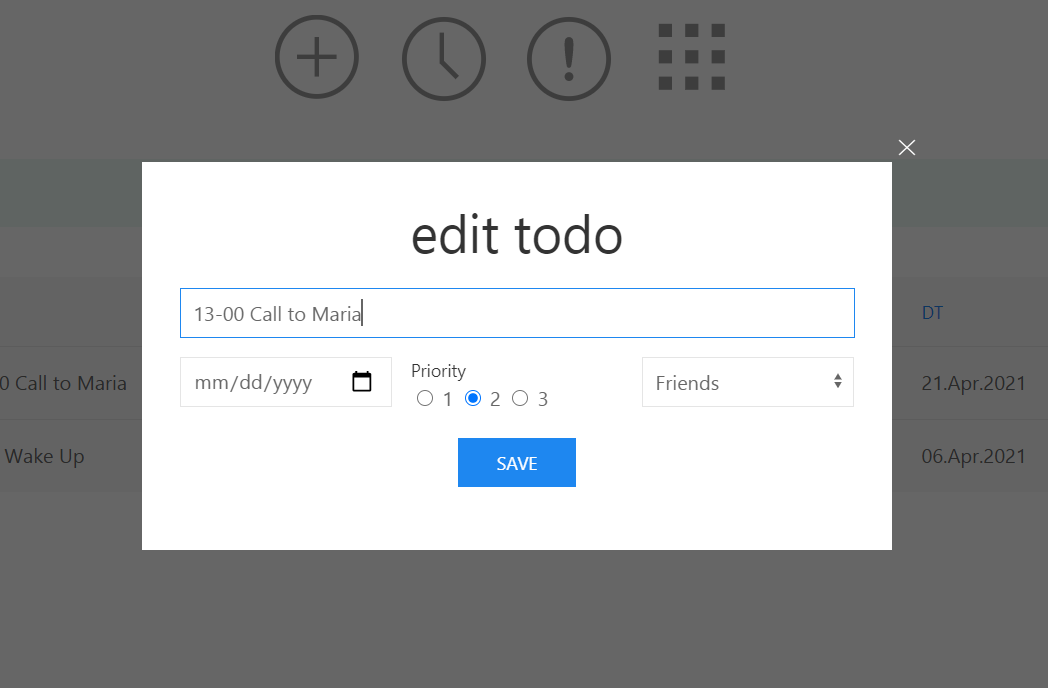 edit todo
13-00 Call to Maria
DT
mm/dd/yyyy
Priority
1 2 3
Friends
0 Call to Maria 21.Apr.2021
Wake Up 06.Apr.2021
SAVE